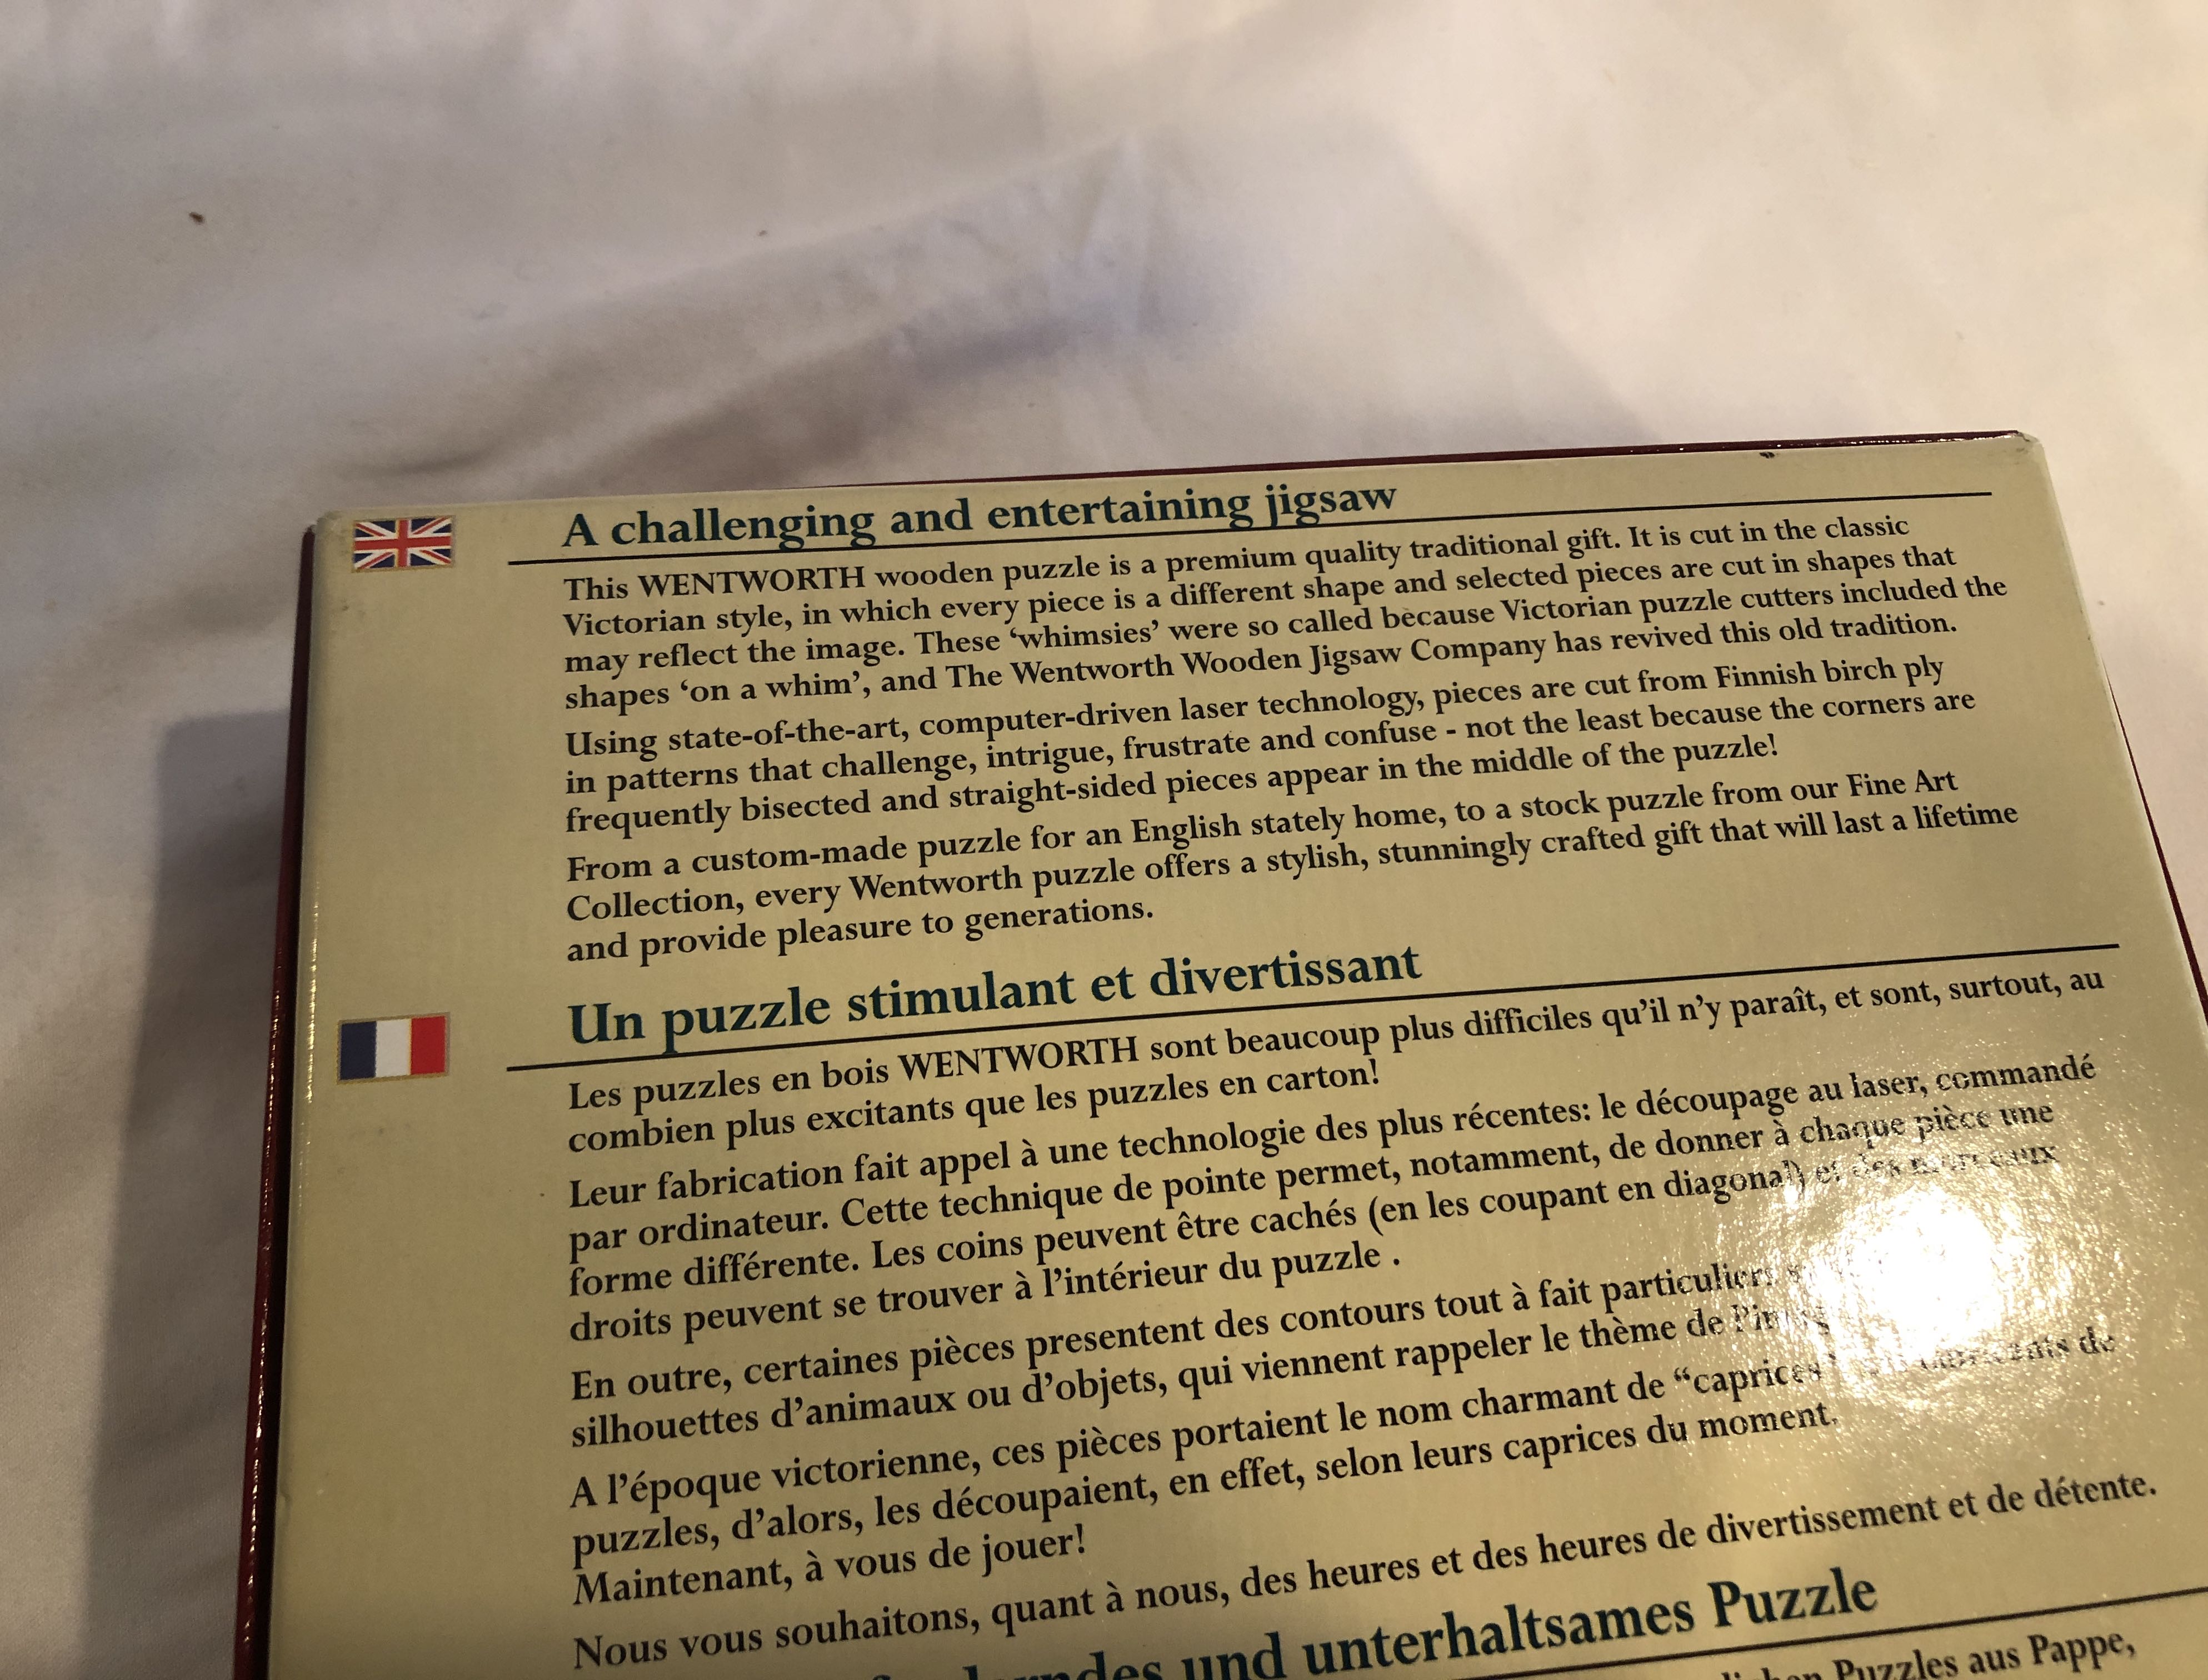 A challenging and entertaining jigsaw
This WENTWORTH wooden puzzle is a premium quality traditional gift. It is cut in the classic
Victorian style, in which every piece is a different shape and selected pieces are cut in shapes that
may reflect the image. These ‘whimsies’ were so called because Victorian puzzle cutters included the
shapes ‘on a whim’, and The Wentworth Wooden Jigsaw Company has revived this old tradition.
Using state-of-the-art, computer-driven laser technology, pieces are cut from Finnish birch ply
in patterns that challenge, intrigue, frustrate and confuse - not the least because the corners are
frequently bisected and straight-sided pieces appear in the middle of the puzzle!
From a custom-made puzzle for an English stately home, to a stock puzzle from our Fine Art
Collection, every Wentworth puzzle offers a stylish, stunningly crafted gift that will last a lifetime
and provide pleasure to generations.
Un puzzle stimulant et divertissant
Les puzzles en bois WENTWORTH sont beaucoup plus difficiles qu’il n’y paraît, et sont, surtout, au
combien plus excitants que les puzzles en carton!
Leur fabrication fait appel à une technologie des plus récentes: le découpage au laser, commandé
par ordinateur. Cette technique de pointe permet, notamment, de donner à chaque pièce une
forme différente. Les coins peuvent être cachés (en les coupant en diagonal) et des morceaux
droits peuvent se trouver à l’intérieur du puzzle .
En outre, certaines pièces presentent des contours tout à fait particuliers
silhouettes d’animaux ou d’objets, qui viennent rappeler le thème de
A l’époque victorienne, ces pièces portaient le nom charmant de “caprices” de
puzzles, d’alors, les découpaient, en effet, selon leurs caprices du moment.
Maintenant, à vous de jouer!
Nous vous souhaitons, quant à nous, des heures et des heures de divertissement et de détente.
und unterhaltsames Puzzle
Puzzles aus Pappe,